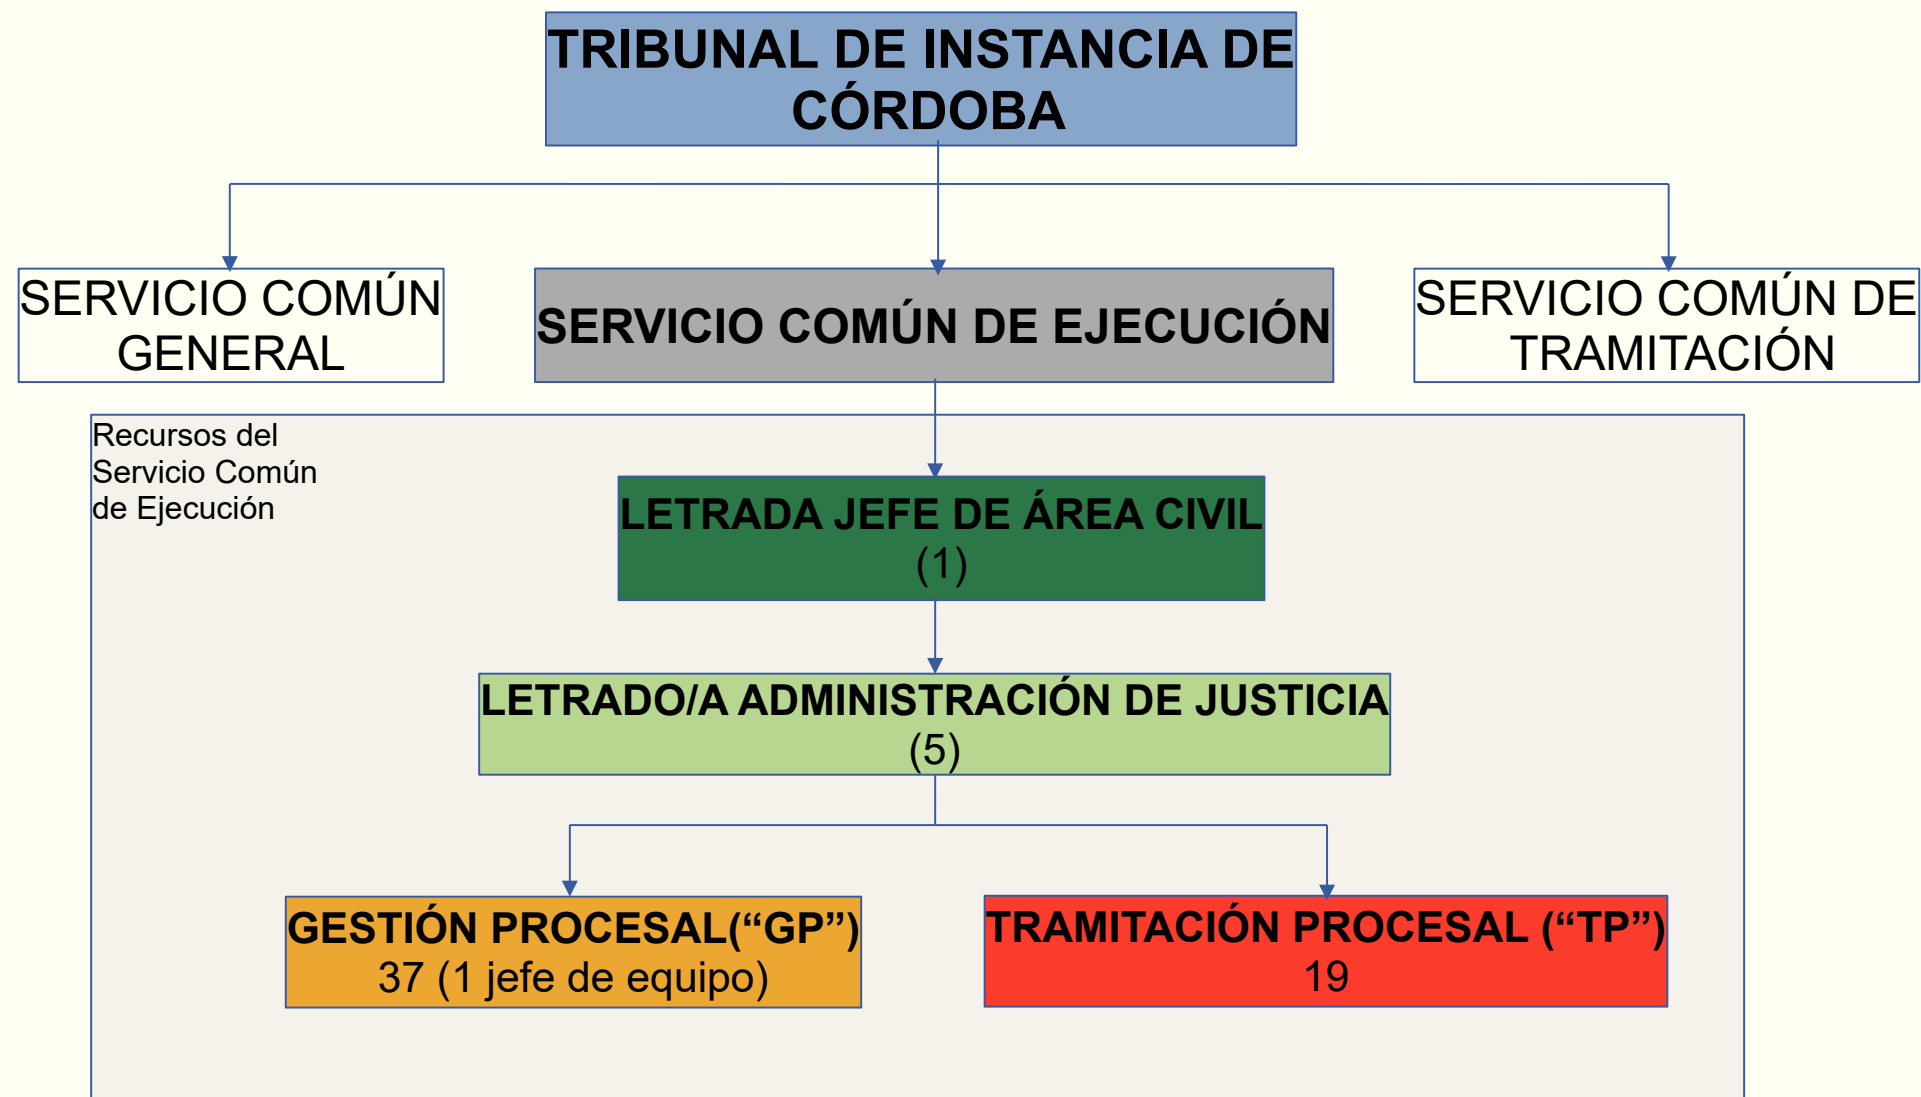 TRIBUNAL DE INSTANCIA DE
CÓRDOBA
SERVICIO COMÚN
GENERAL
SERVICIO COMÚN DE EJECUCIÓN
SERVICIO COMÚN DE
TRAMITACIÓN
Recursos del
Servicio Común
de Ejecución
LETRADA JEFE DE ÁREA CIVIL
(1)
LETRADO/A ADMINISTRACIÓN DE JUSTICIA
(5)
GESTIÓN PROCESAL(“GP”)
37 (1 jefe de equipo)
TRAMITACIÓN PROCESAL (“TP”)
19